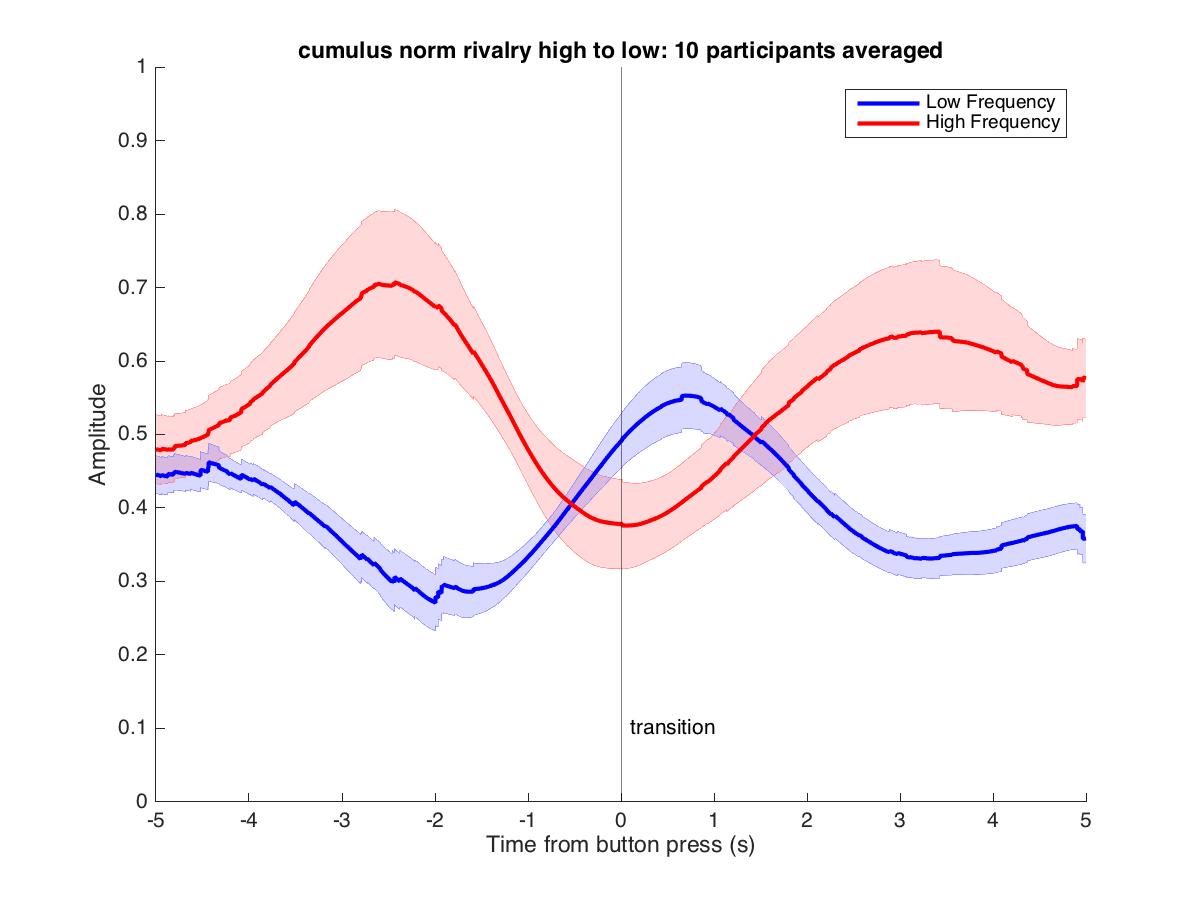 cumulus norm rivalry high to low: 10 participants averaged
1
0.9
0.8
0.7
0.6
0.5
0.4
0.3
0.2
0.1
0
Amplitude
Low Frequency
High Frequency
transition
-5 -4 -3 -2 -1 0 1 2 3 4 5
Time from button press (s)